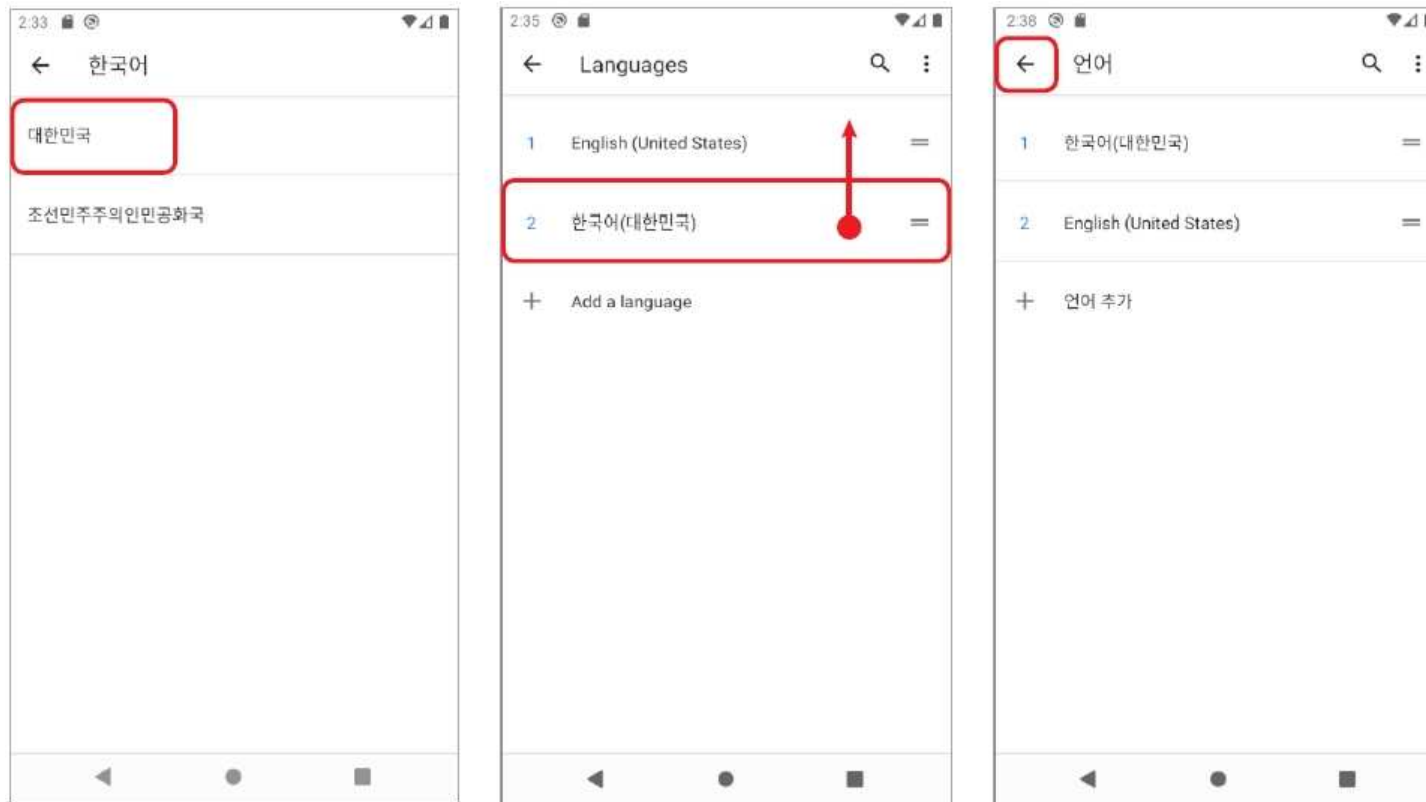 2:33
한국어
대한민국
조선민주주의인민공화국
2:35
Languages
1 English (United States)
2 한국어(대한민국)
+ Add a language
2:38
언어
1 한국어(대한민국)
2 English (United States)
+ 언어 추가